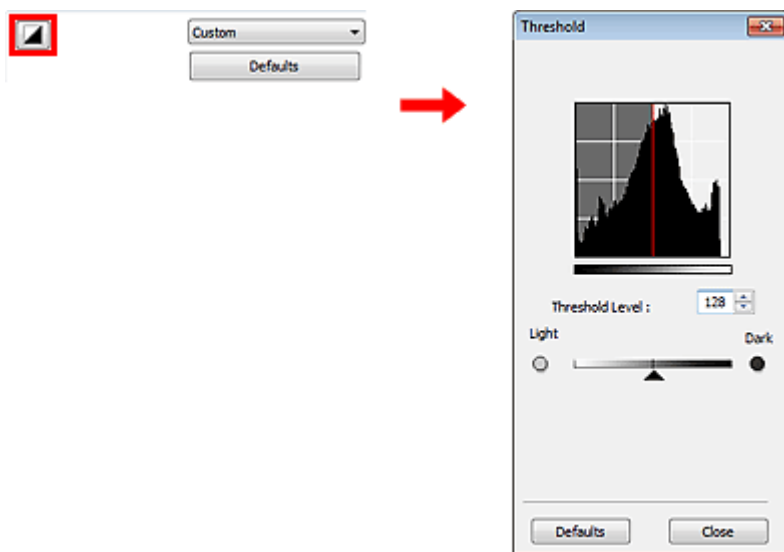 Custom
Defaults
Threshold
Threshold Level :
128
Light
Dark
Defaults
Close